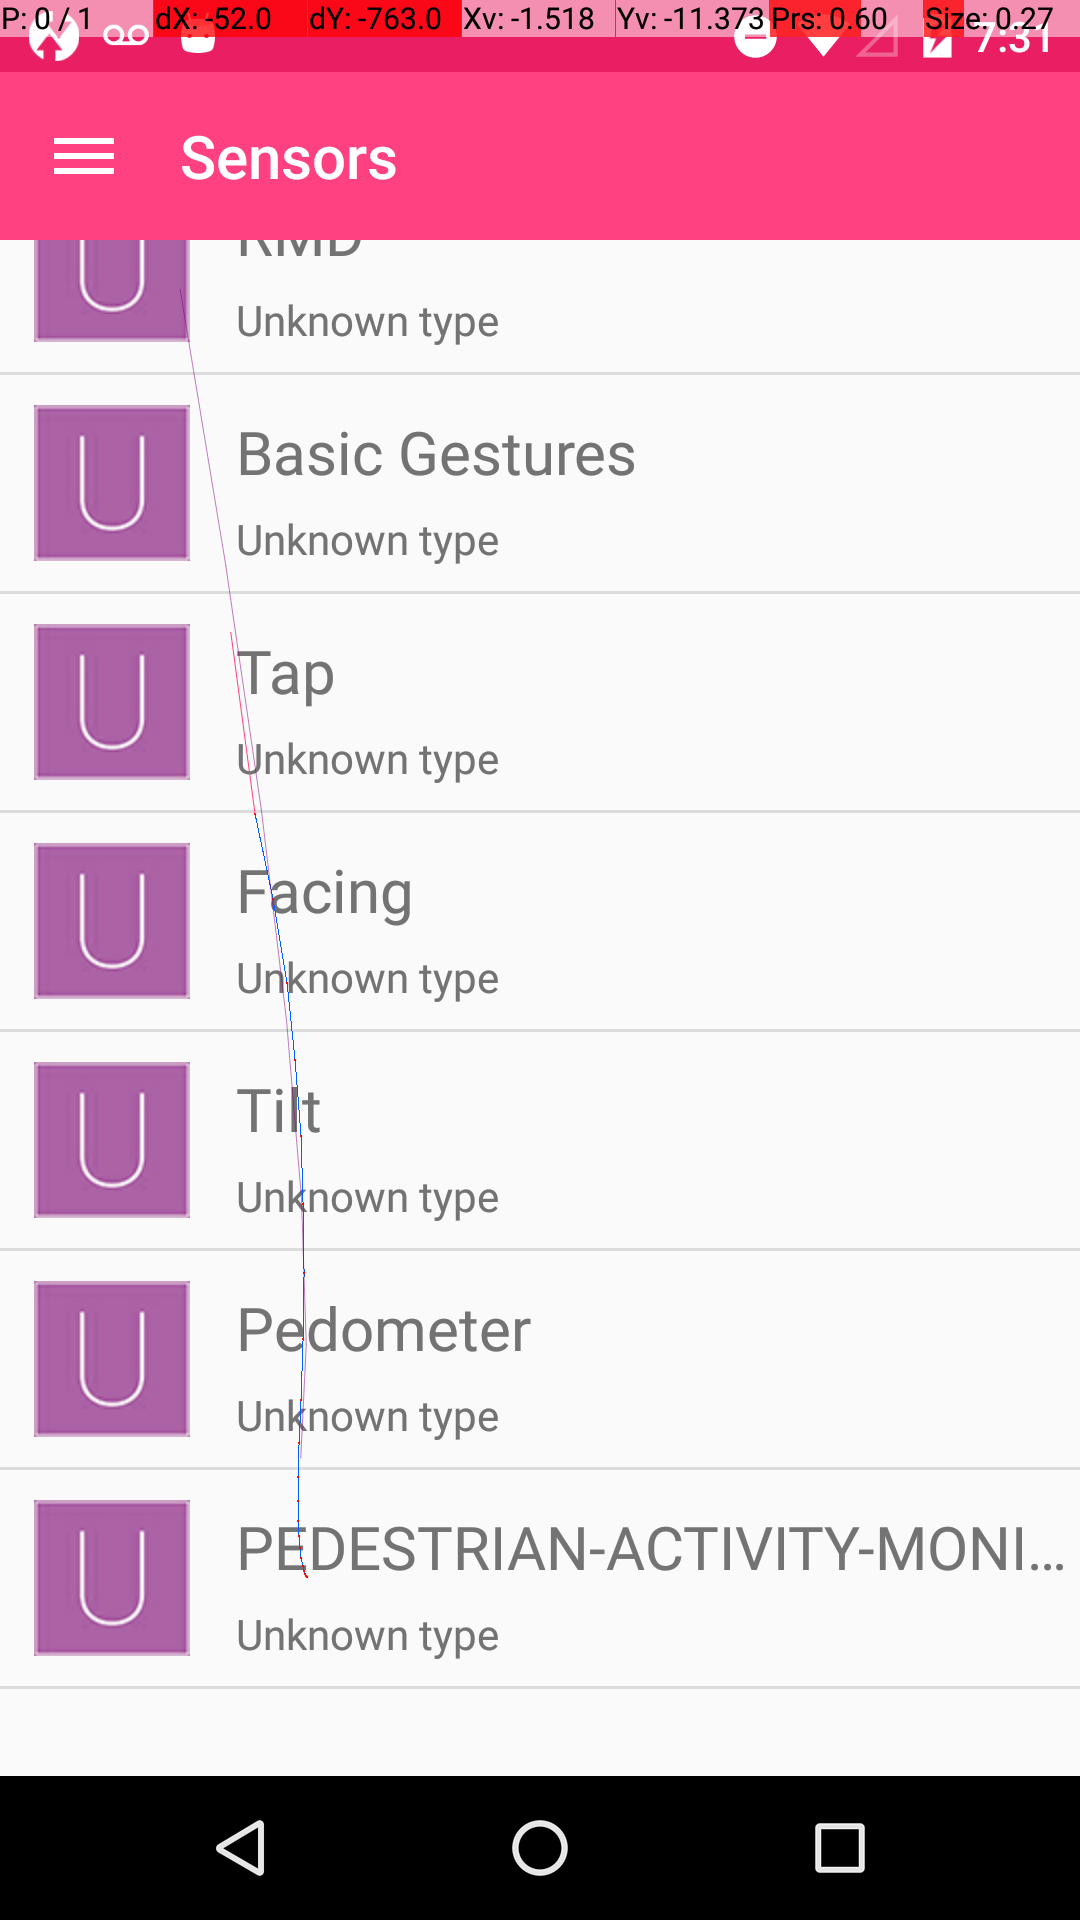 P: 0 / 1 dX: -52.0 dY: -763.0 Xv: -1.518 Yv: -11.373 Prs: 0.60 Size: 0.27
7:31
Sensors
RMD
U Unknown type
Basic Gestures
U Unknown type
Tap
U Unknown type
Facing
U Unknown type
Tilt
U Unknown type
Pedometer
U Unknown type
PEDESTRIAN-ACTIVITY-MONI...
U Unknown type